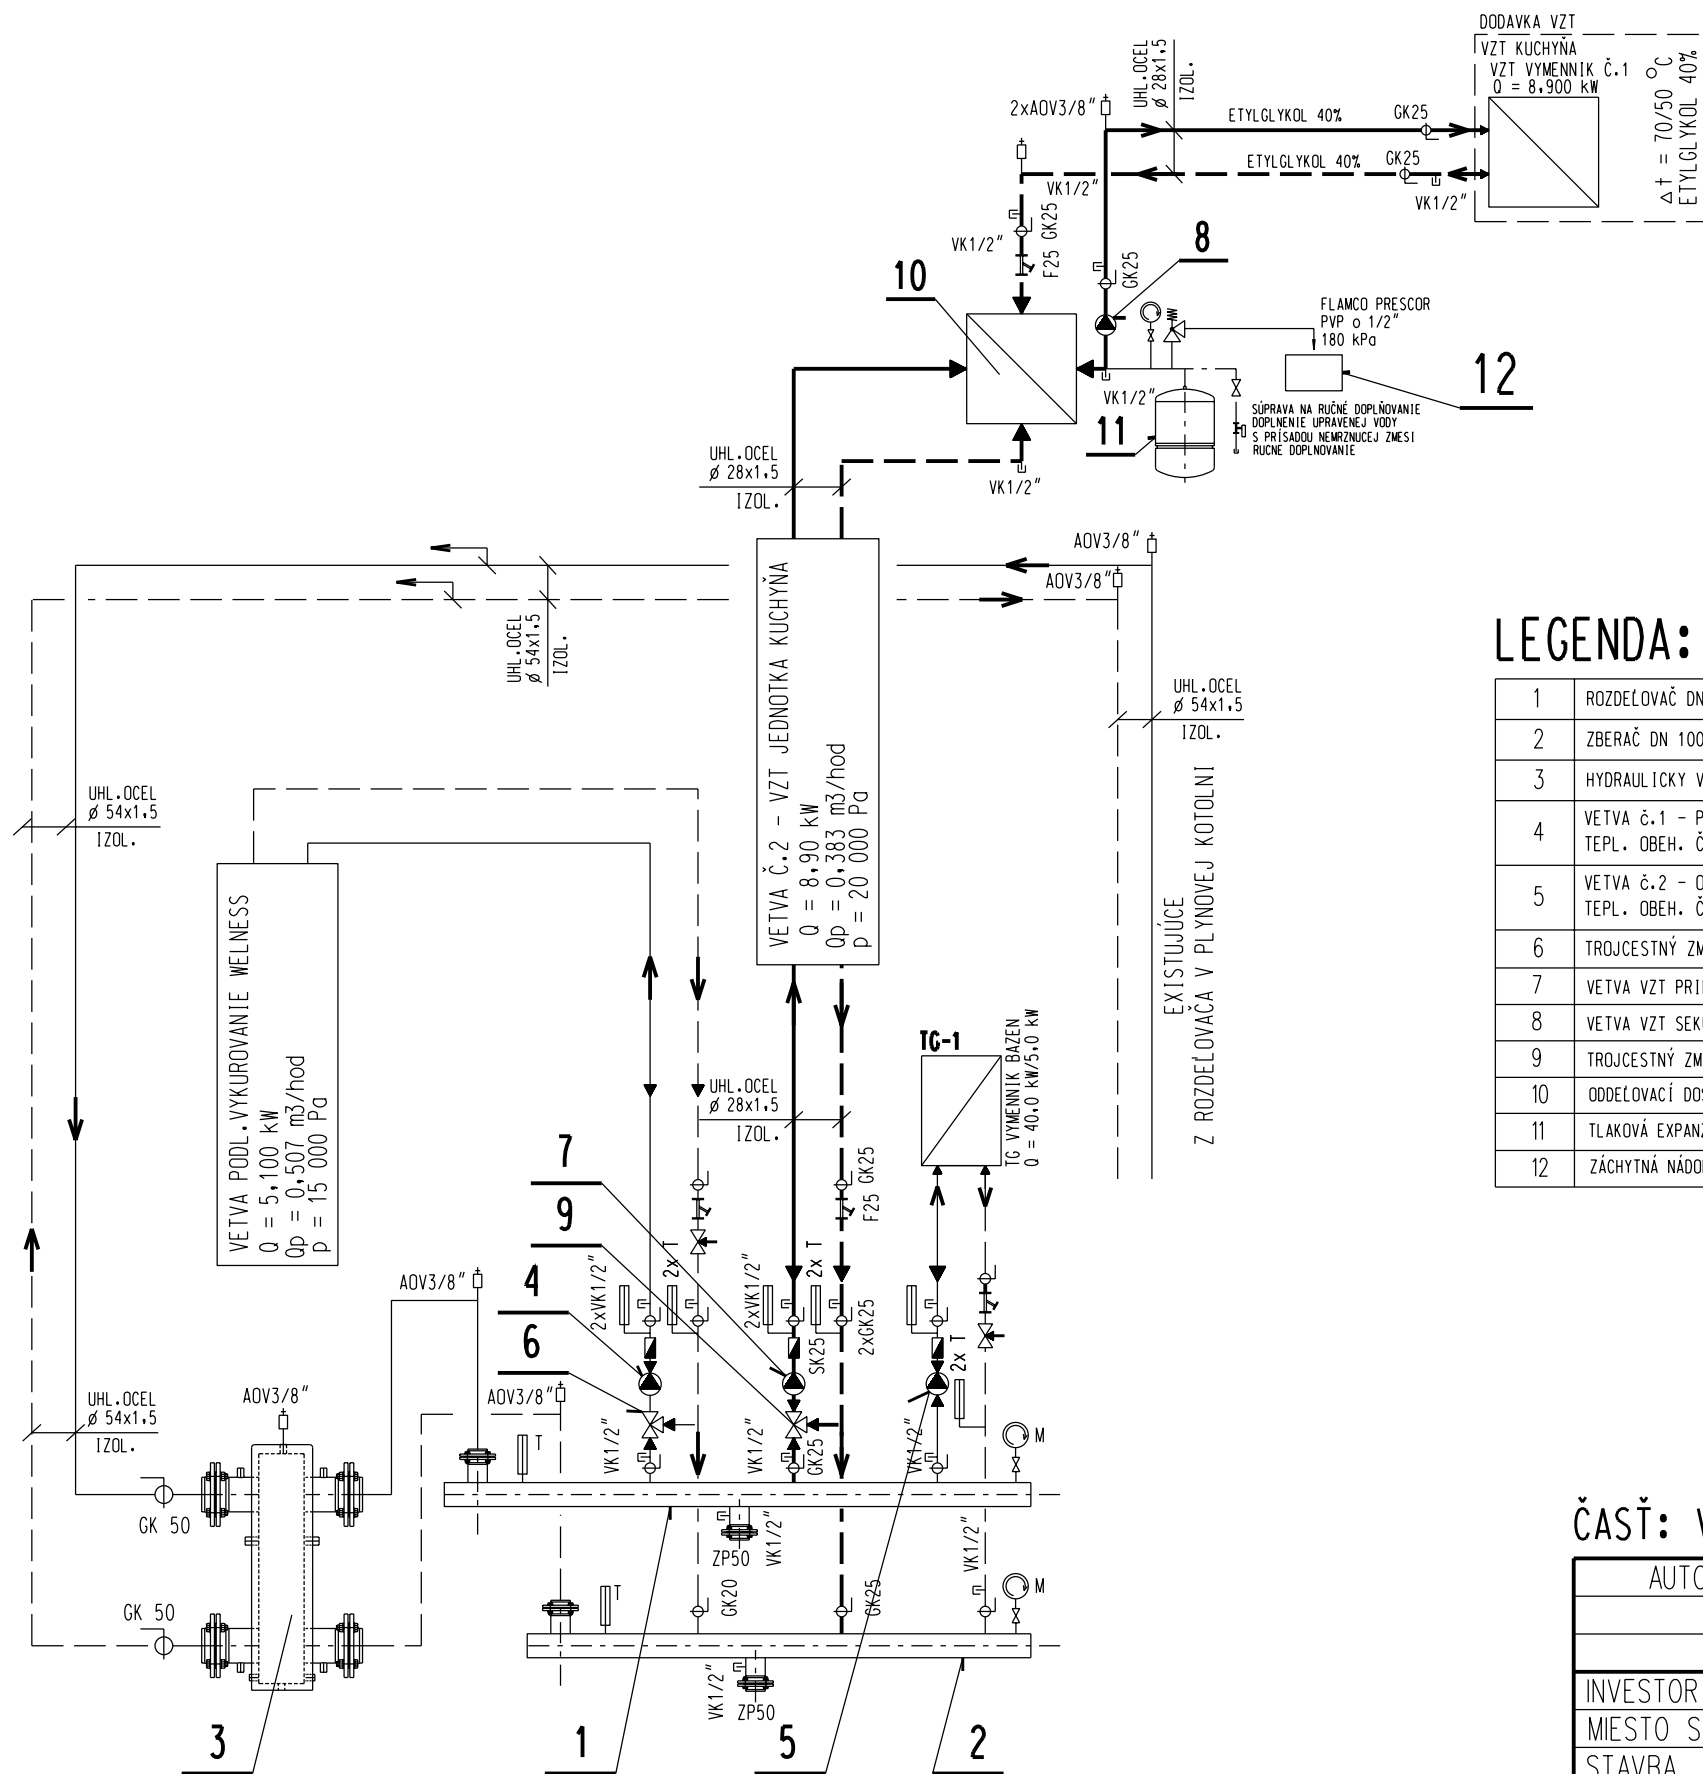 DODAVKA VZT
VZT KUCHYŇA
VZT VYMENNIK Č.1
Q = 8,900 kW
Δt = 70/50 °C
ETYLGLYKOL 40%
UHL.OCEL
ø 28x1,5
IZOL.
2xAOV3/8"
ETYLGLYKOL 40%
GK25
ETYLGLYKOL 40%
GK25
VK1/2"
VK1/2"
VK1/2"
F25 GK25
GK25
8
10
FLAMCO PRESCOR
PVP o 1/2"
180 kPa
12
VK1/2"
11
SÚPRAVA NA RUČNÉ DOPLŇOVANIE
DOPLNENIE UPRAVENEJ VODY
S PRÍSADOU NEMRZNUCEJ ZMESI
RUCNE DOPLNOVANIE
UHL.OCEL
ø 28x1,5
IZOL.
VK1/2"
AOV3/8"
AOV3/8"
UHL.OCEL
ø 54x1,5
IZOL.
VETVA Č.2 - VZT JEDNOTKA KUCHYŇA
Q = 8,90 kW
Qp = 0,383 m3/hod
p = 20 000 Pa
UHL.OCEL
ø 54x1,5
IZOL.
EXISTUJÚCE
Z ROZDEĽOVAČA V PLYNOVEJ KOTOLNI
LEGENDA:
1 ROZDEĽOVAČ DN
2 ZBERAČ DN 100
3 HYDRAULICKY V
4 VETVA č.1 - P
TEPL. OBEH. Č
5 VETVA č.2 - O
TEPL. OBEH. Č
6 TROJCESTNÝ ZM
7 VETVA VZT PRI
8 VETVA VZT SEK
9 TROJCESTNÝ ZM
10 ODDEĽOVACÍ DOS
11 TLAKOVÁ EXPAN
12 ZÁCHYTNÁ NÁDO
UHL.OCEL
ø 54x1,5
IZOL.
VETVA PODL.VYKUROVANIE WELNESS
Q = 5,100 kW
Qp = 0,507 m3/hod
p = 15 000 Pa
TG-1
TG VYMENNIK BAZEN
Q = 40,0 kW/5,0 kW
UHL.OCEL
ø 28x1,5
IZOL.
7
9
4
6
F25 GK25
2xVK1/2"
2x T
2xVK1/2"
2x T
SK25
2xGK25
2x T
AOV3/8"
AOV3/8"
AOV3/8"
UHL.OCEL
ø 54x1,5
IZOL.
T
VK1/2"
VK1/2"
GK25
VK1/2"
M
GK 50
ZP50
VK1/2"
VK1/2"
GK 50
T
GK20
GK25
M
VK1/2"
ZP50
3
1
5
2
ČASŤ: V
AUTO
INVESTOR
MIESTO S
STAVBA